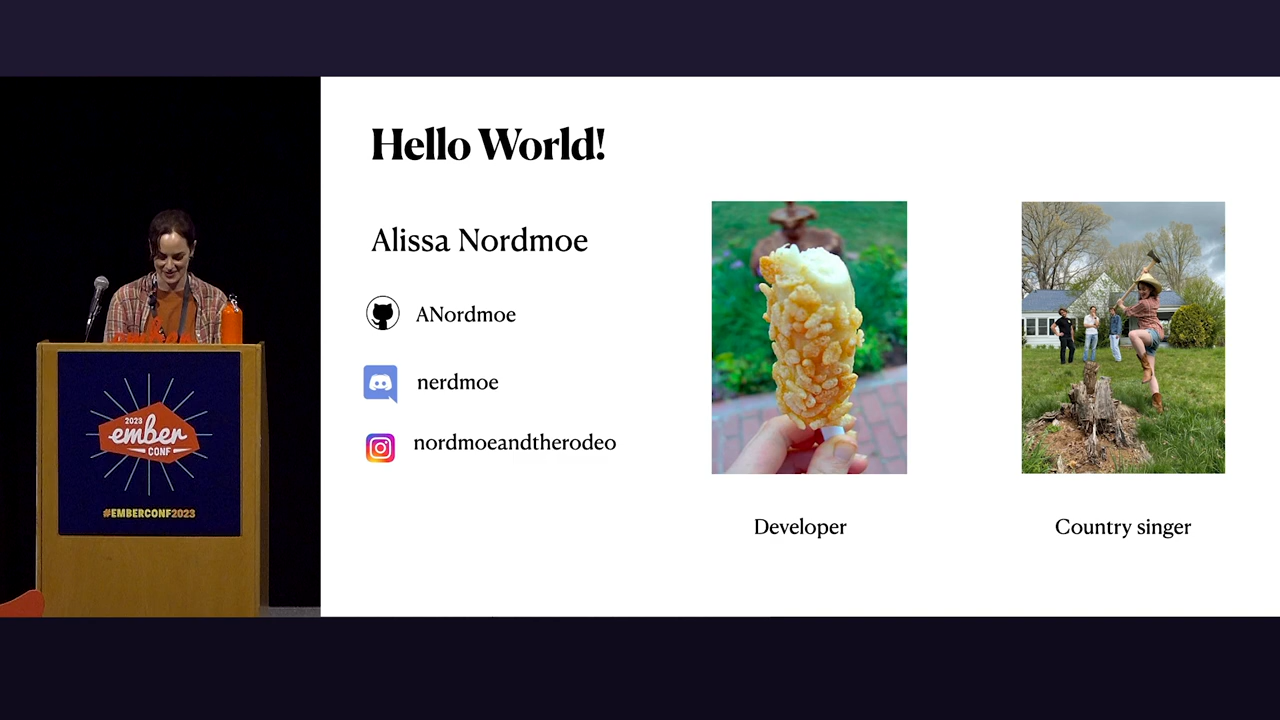 Hello World!
Alissa Nordmoe
ANordmoe
nerdmoe
nordmoeandtherodeo
Developer
Country singer
2023
ember
CONF
#EMBERCONF2023